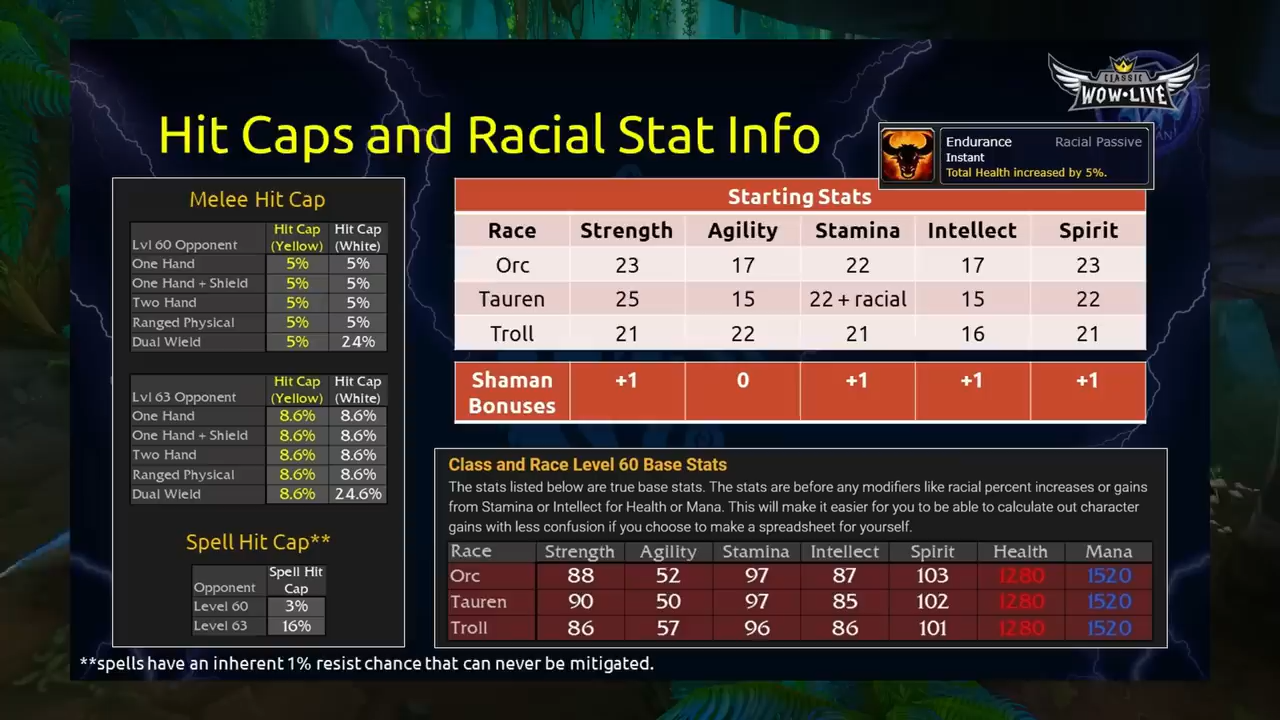 CLASSIC
WOW•LIVE
Hit Caps and Racial Stat Info
Endurance Racial Passive
Instant
Total Health increased by 5%.
Melee Hit Cap
Lvl 60 Opponent Hit Cap (Yellow) Hit Cap (White)
One Hand 5% 5%
One Hand + Shield 5% 5%
Two Hand 5% 5%
Ranged Physical 5% 5%
Dual Wield 5% 24%
Lvl 63 Opponent Hit Cap (Yellow) Hit Cap (White)
One Hand 8.6% 8.6%
One Hand + Shield 8.6% 8.6%
Two Hand 8.6% 8.6%
Ranged Physical 8.6% 8.6%
Dual Wield 8.6% 24.6%
Spell Hit Cap**
Opponent Spell Hit Cap
Level 60 3%
Level 63 16%
Starting Stats
Race Strength Agility Stamina Intellect Spirit
Orc 23 17 22 17 23
Tauren 25 15 22 + racial 15 22
Troll 21 22 21 16 21
Shaman Bonuses +1 0 +1 +1 +1
Class and Race Level 60 Base Stats
The stats listed below are true base stats. The stats are before any modifiers like racial percent increases or gains
from Stamina or Intellect for Health or Mana. This will make it easier for you to be able to calculate out character
gains with less confusion if you choose to make a spreadsheet for yourself.
Race Strength Agility Stamina Intellect Spirit Health Mana
Orc 88 52 97 87 103 1280 1520
Tauren 90 50 97 85 102 1280 1520
Troll 86 57 96 86 101 1280 1520
**spells have an inherent 1% resist chance that can never be mitigated.